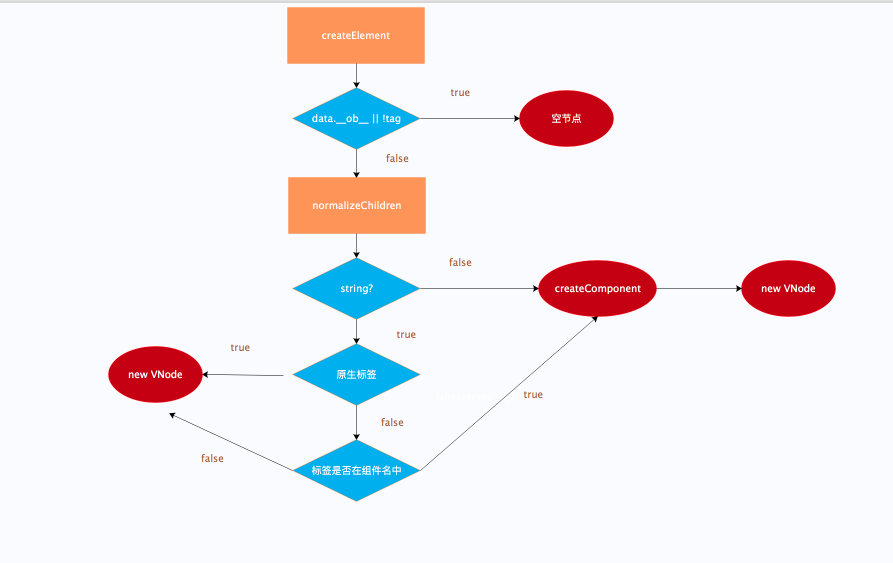 createElement
true
data.__ob__ || !tag
空节点
false
normalizeChildren
false
string?
createComponent
new VNode
true
true
new VNode
原生标签
true
false
false
标签是否在组件名中